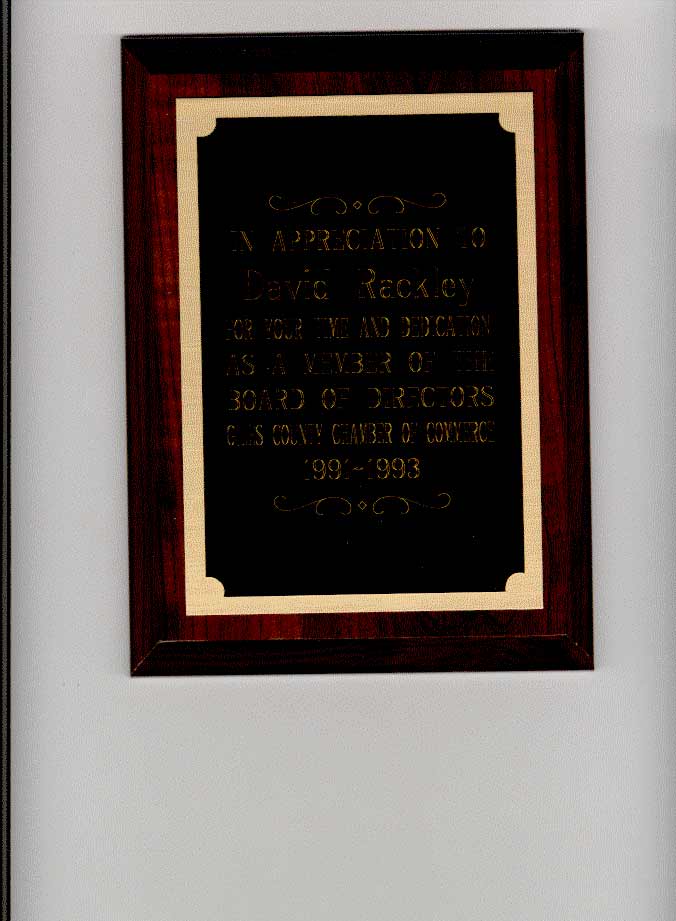 IN APPRECIATION TO
David Rackley
FOR YOUR TIME AND DEDICATION
AS A MEMBER OF THE
BOARD OF DIRECTORS
GILES COUNTY CHAMBER OF COMMERCE
1991-1993